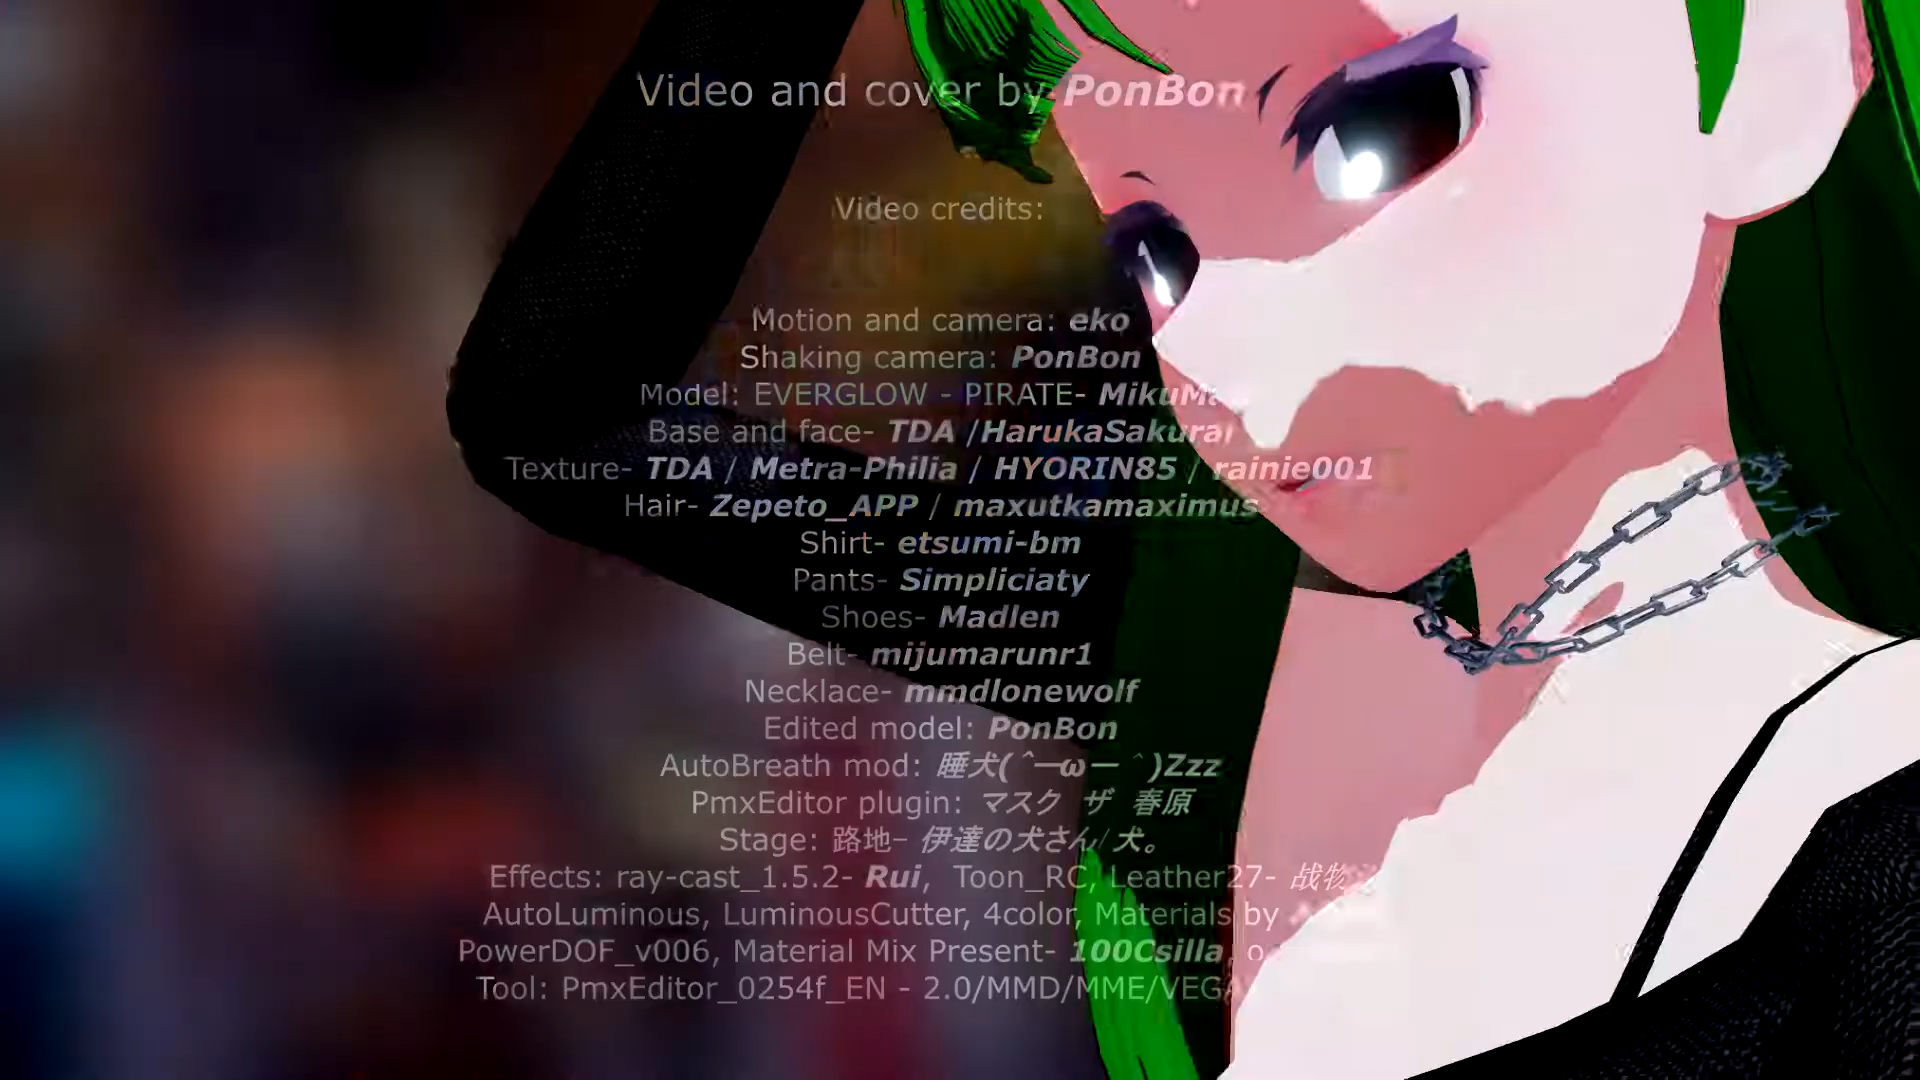 Video and cover by PonBon
Video credits:
Motion and camera: eko
Shaking camera: PonBon
Model: EVERGLOW - PIRATE-
Base and face- TDA /HarukaSakurai
Texture- TDA / Metra-Philia / HYORIN85 / rainie001
Hair- Zepeto_APP / maxutkamaximus
Shirt- etsumi-bm
Pants- Simpliciaty
Shoes- Madlen
Belt- mijumarunr1
Necklace- mmdlonewolf
Edited model: PonBon
AutoBreath mod: 睡犬(＾ーωー＾)Zzz
PmxEditor plugin: マスク ザ 春原
Stage: 路地- 伊達の犬さん/犬。
Effects: ray-cast_1.5.2- Rui, Toon_RC, Leather27-
AutoLuminous, LuminousCutter, 4color, Materials by
PowerDOF_v006, Material Mix Present- 100Csilla,
Tool: PmxEditor_0254f_EN - 2.0/MMD/MME/VEGA